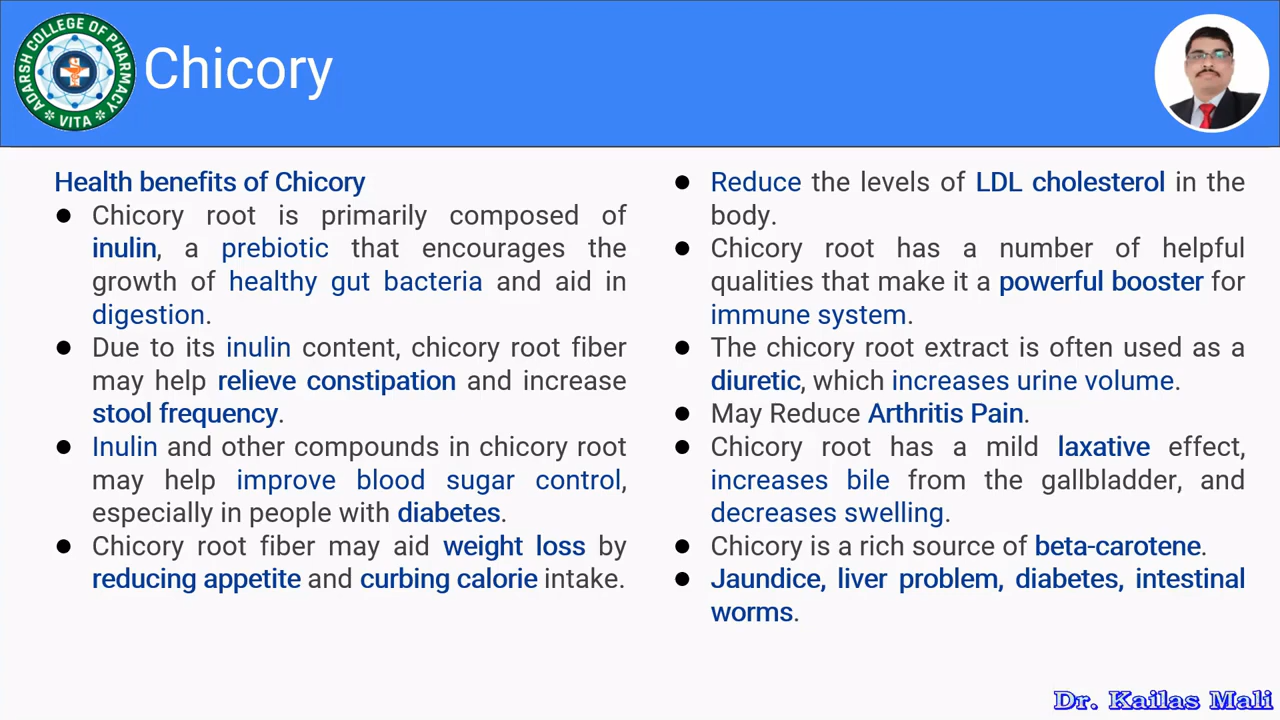 ADARSH COLLEGE OF PHARMACY
VITA
Chicory
Health benefits of Chicory
● Chicory root is primarily composed of
inulin, a prebiotic that encourages the
growth of healthy gut bacteria and aid in
digestion.
● Due to its inulin content, chicory root fiber
may help relieve constipation and increase
stool frequency.
● Inulin and other compounds in chicory root
may help improve blood sugar control,
especially in people with diabetes.
● Chicory root fiber may aid weight loss by
reducing appetite and curbing calorie intake.
● Reduce the levels of LDL cholesterol in the
body.
● Chicory root has a number of helpful
qualities that make it a powerful booster for
immune system.
● The chicory root extract is often used as a
diuretic, which increases urine volume.
● May Reduce Arthritis Pain.
● Chicory root has a mild laxative effect,
increases bile from the gallbladder, and
decreases swelling.
● Chicory is a rich source of beta-carotene.
● Jaundice, liver problem, diabetes, intestinal
worms.
Dr. Kailas Mali